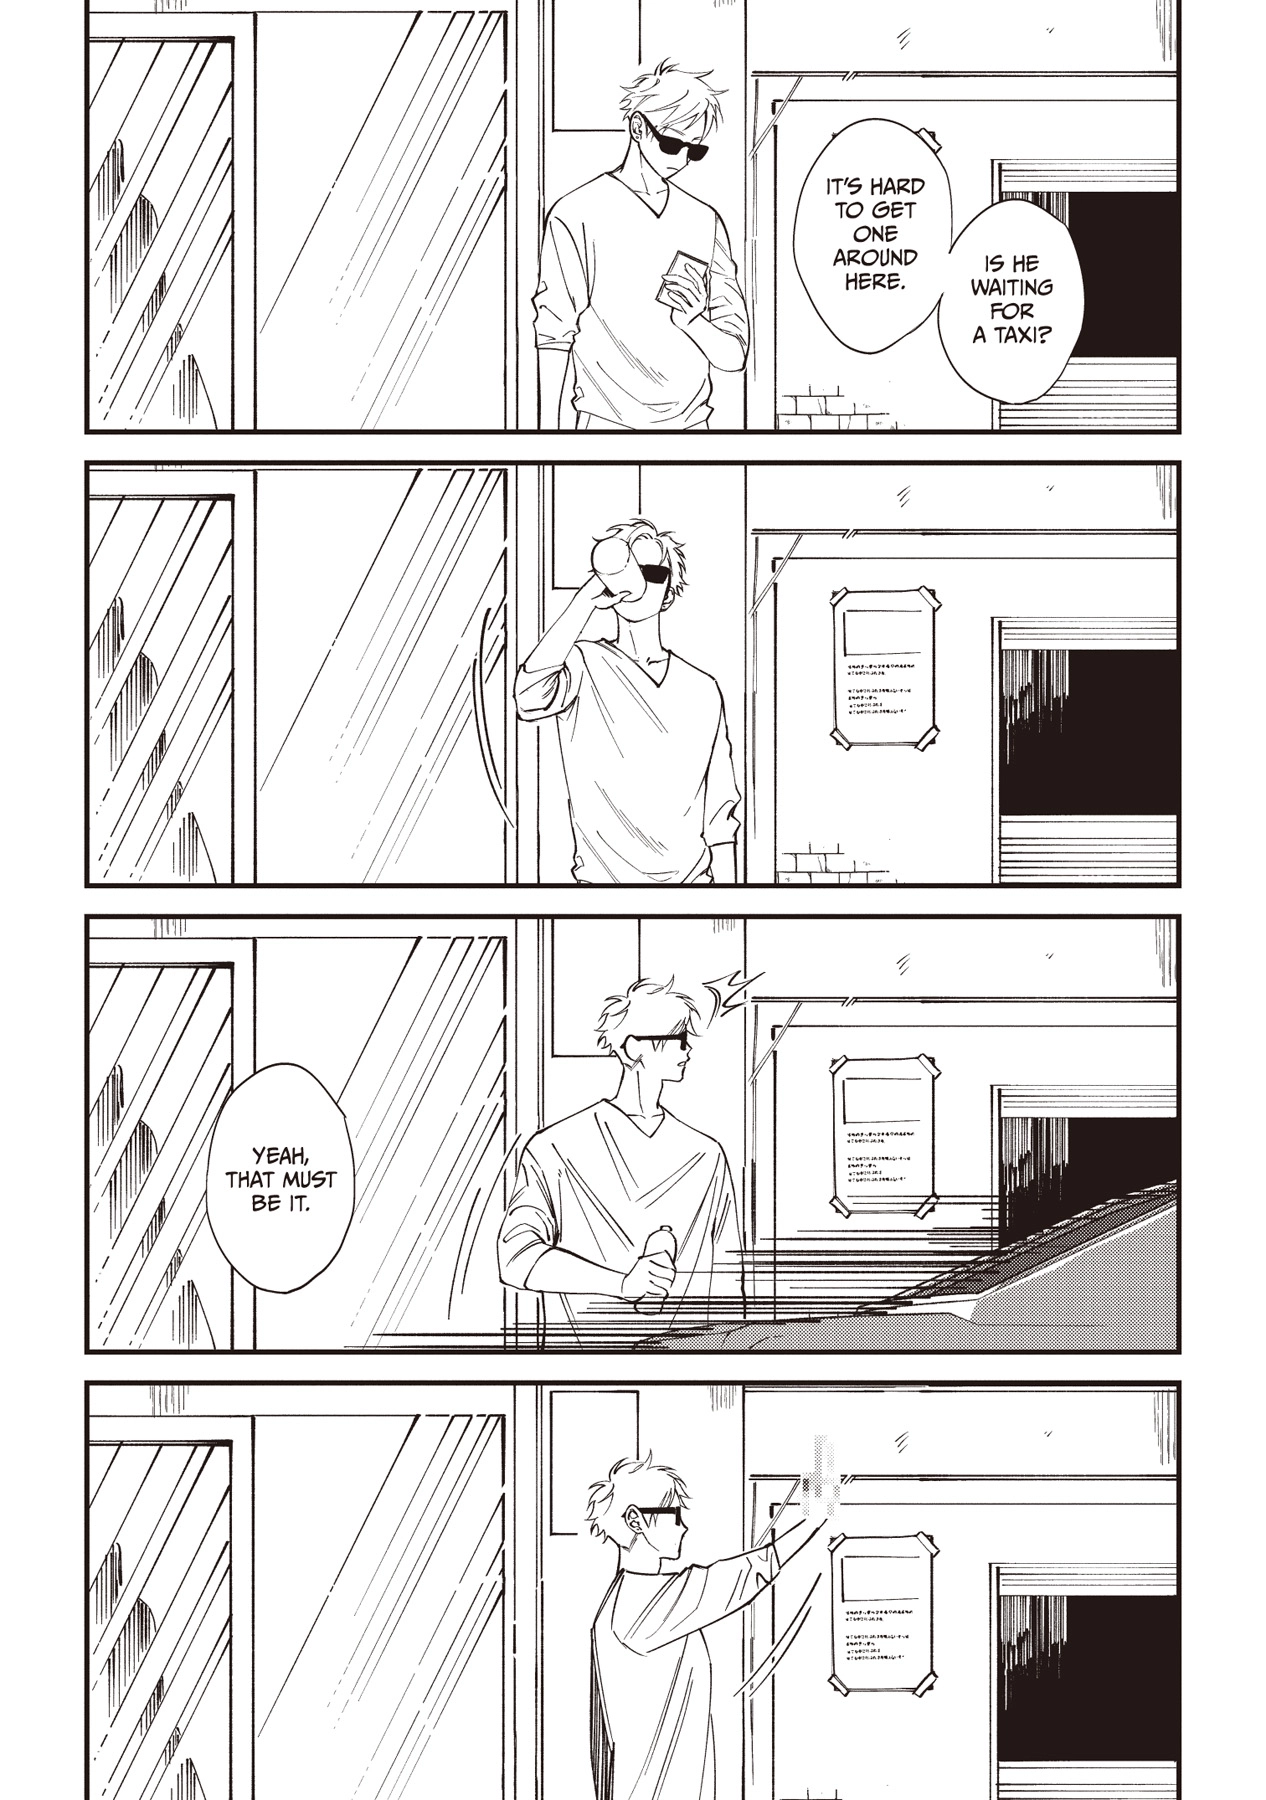 IS HE
WAITING
FOR
A TAXI?
IT'S HARD
TO GET
ONE
AROUND
HERE.
YEAH,
THAT MUST
BE IT.